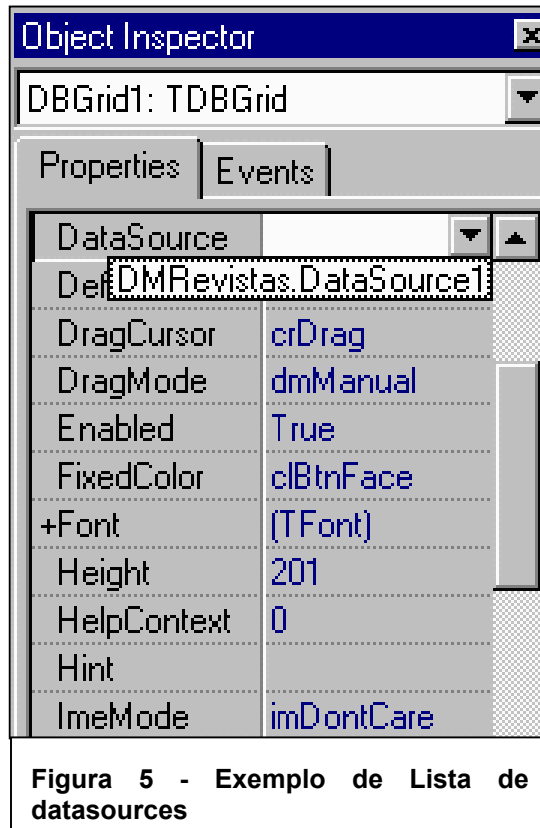 Object Inspector
DBGrid1: TDBGrid
Properties Events
DataSource
Def DMRevistas.DataSource1
DragCursor crDrag
DragMode dmManual
Enabled True
FixedColor clBtnFace
+Font (TFont)
Height 201
HelpContext 0
Hint
ImeMode imDontCare
Figura 5 - Exemplo de Lista de
datasources